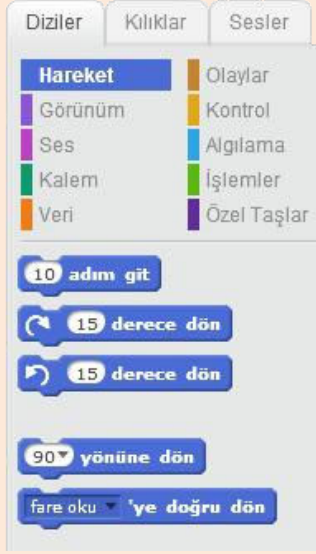 Diziler Kılıklar Sesler
Hareket Olaylar
Görünüm Kontrol
Ses Algılama
Kalem İşlemler
Veri Özel Taşlar
10 adım git
15 derece dön
15 derece dön
90 yönüne dön
fare oku 'ye doğru dön